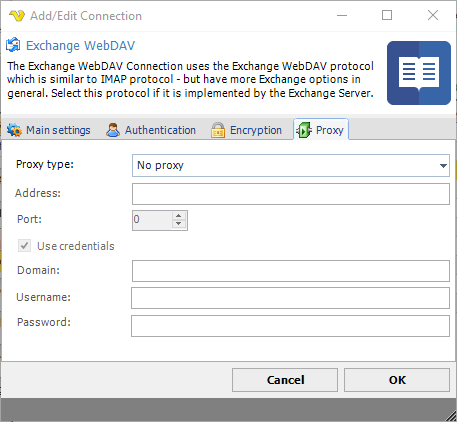 Add/Edit Connection
Exchange WebDAV
The Exchange WebDAV Connection uses the Exchange WebDAV protocol
which is similar to IMAP protocol - but have more Exchange options in
general. Select this protocol if it is implemented by the Exchange Server.
Main settings Authentication Encryption Proxy
Proxy type: No proxy
Address:
Port: 0
Use credentials
Domain:
Username:
Password:
Cancel OK